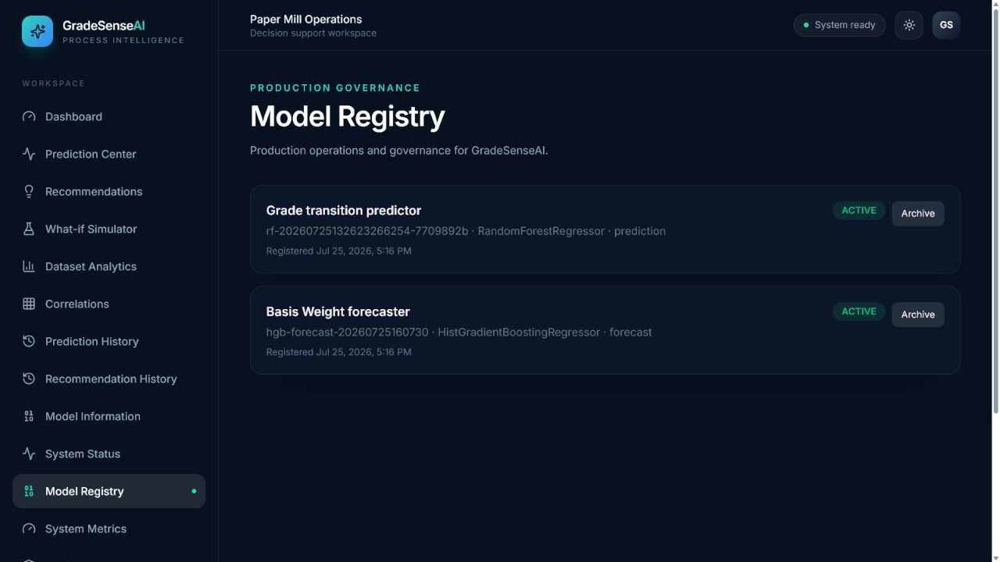 GradeSenseAI
PROCESS INTELLIGENCE
WORKSPACE
Dashboard
Prediction Center
Recommendations
What-if Simulator
Dataset Analytics
Correlations
Prediction History
Recommendation History
Model Information
System Status
Model Registry
System Metrics
Paper Mill Operations
Decision support workspace
System ready
GS
PRODUCTION GOVERNANCE
Model Registry
Production operations and governance for GradeSenseAI.
Grade transition predictor
ACTIVE
Archive
rf-20260725132623266254-7709892b · RandomForestRegressor · prediction
Registered Jul 25, 2026, 5:16 PM
Basis Weight forecaster
ACTIVE
Archive
hgb-forecast-20260725160730 · HistGradientBoostingRegressor · forecast
Registered Jul 25, 2026, 5:16 PM